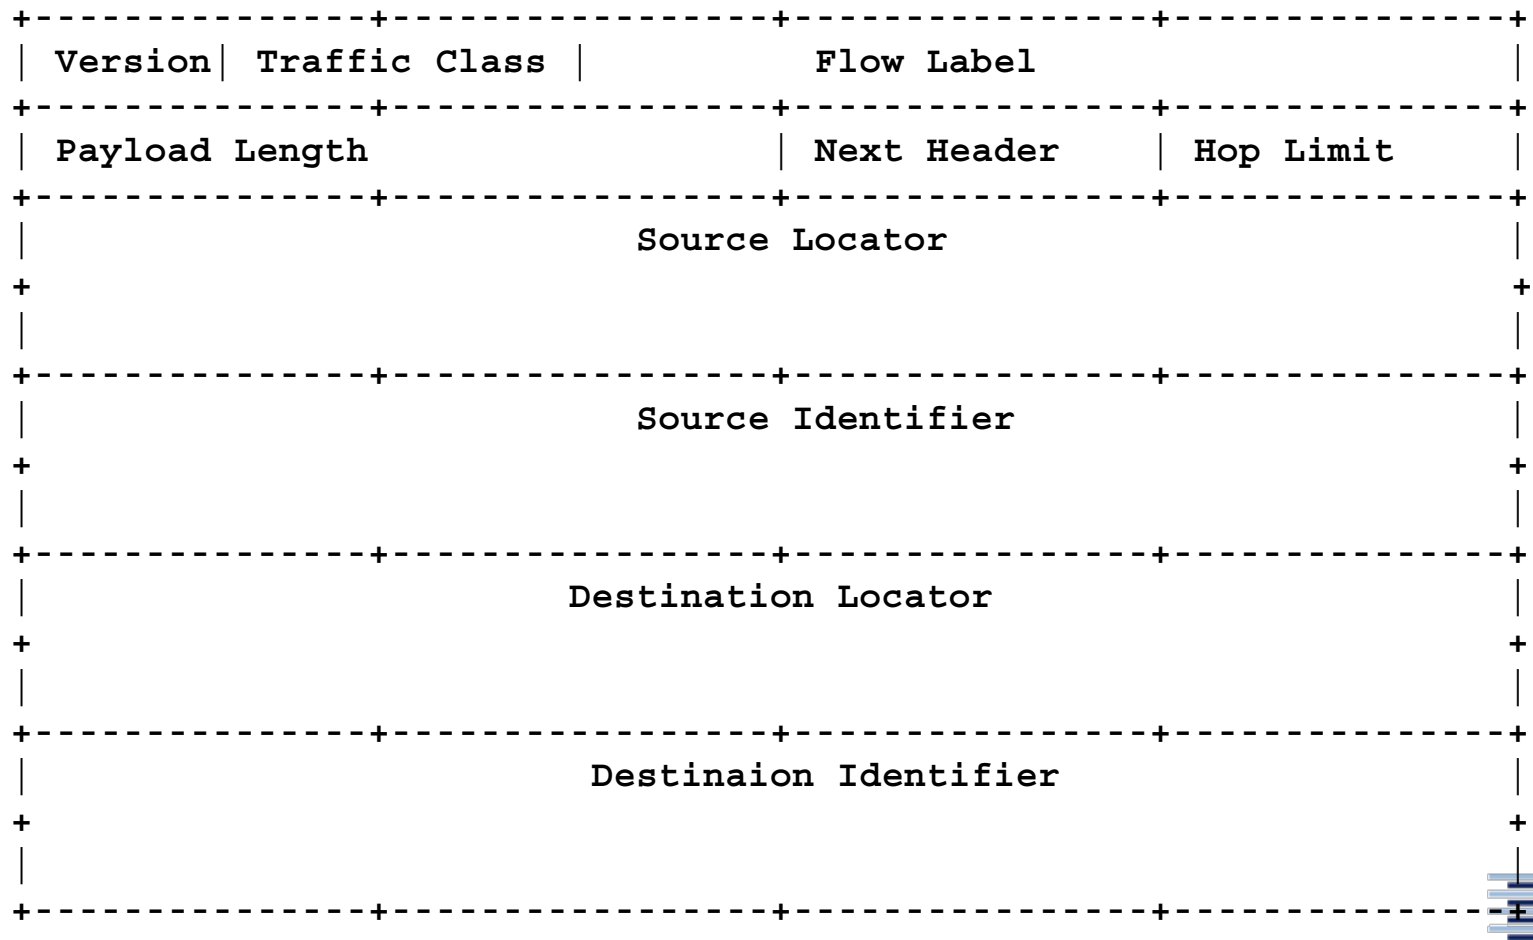 +---------------+-----------------+----------------+---------------+
| Version| Traffic Class | Flow Label |
+---------------+-----------------+----------------+---------------+
| Payload Length | Next Header | Hop Limit |
+---------------+-----------------+----------------+---------------+
| Source Locator |
+ +
| |
+---------------+-----------------+----------------+---------------+
| Source Identifier |
+ +
| |
+---------------+-----------------+----------------+---------------+
| Destination Locator |
+ +
| |
+---------------+-----------------+----------------+---------------+
| Destinaion Identifier |
+ +
| |
+---------------+-----------------+----------------+---------------+